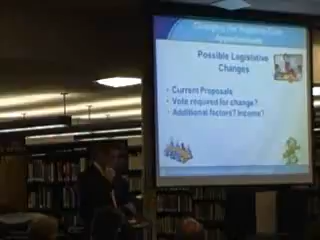 Possible Legislative
Changes
• Current Proposals
• Vote required for change?
• Additional factors? Income?